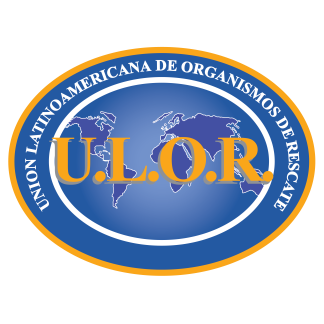 UNION LATINOAMERICANA DE ORGANISMOS DE RESCATE
U.L.O.R.